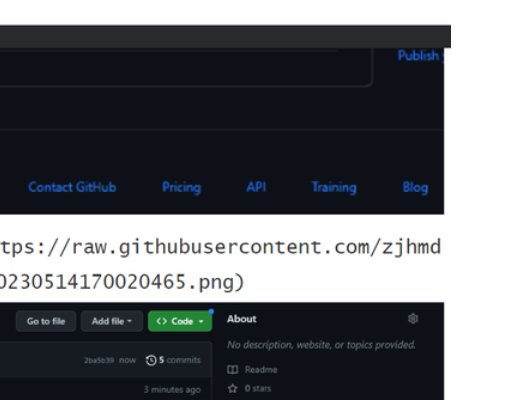 Publish
Contact GitHub Pricing API Training Blog
tps://raw.githubusercontent.com/zjhmd
0230514170020465.png)
Go to file Add file Code About
No description, website, or topics provided.
2ba5b39 now 5 commits
Readme
3 minutes ago
0 stars